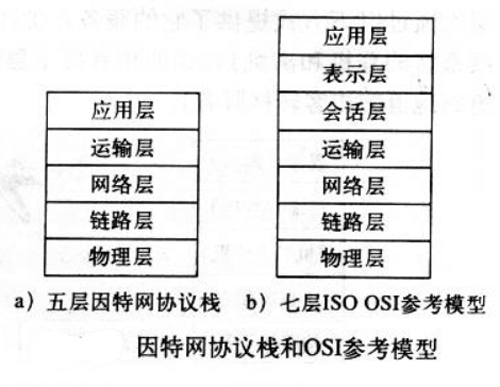 应用层
运输层
网络层
链路层
物理层
应用层
表示层
会话层
运输层
网络层
链路层
物理层
a）五层因特网协议栈 b）七层ISO OSI参考模型
因特网协议栈和OSI参考模型